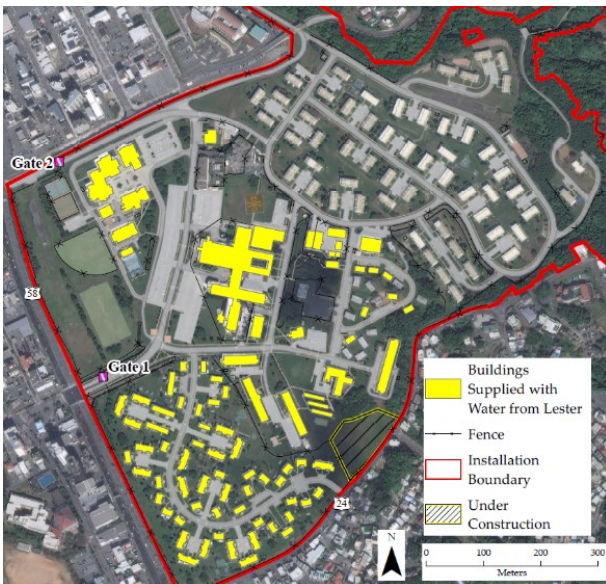 Gate 2
58
Gate 1
24
Buildings
Supplied with
Water from Lester
Fence
Installation
Boundary
Under
Construction
N
0 100 200 300
Meters